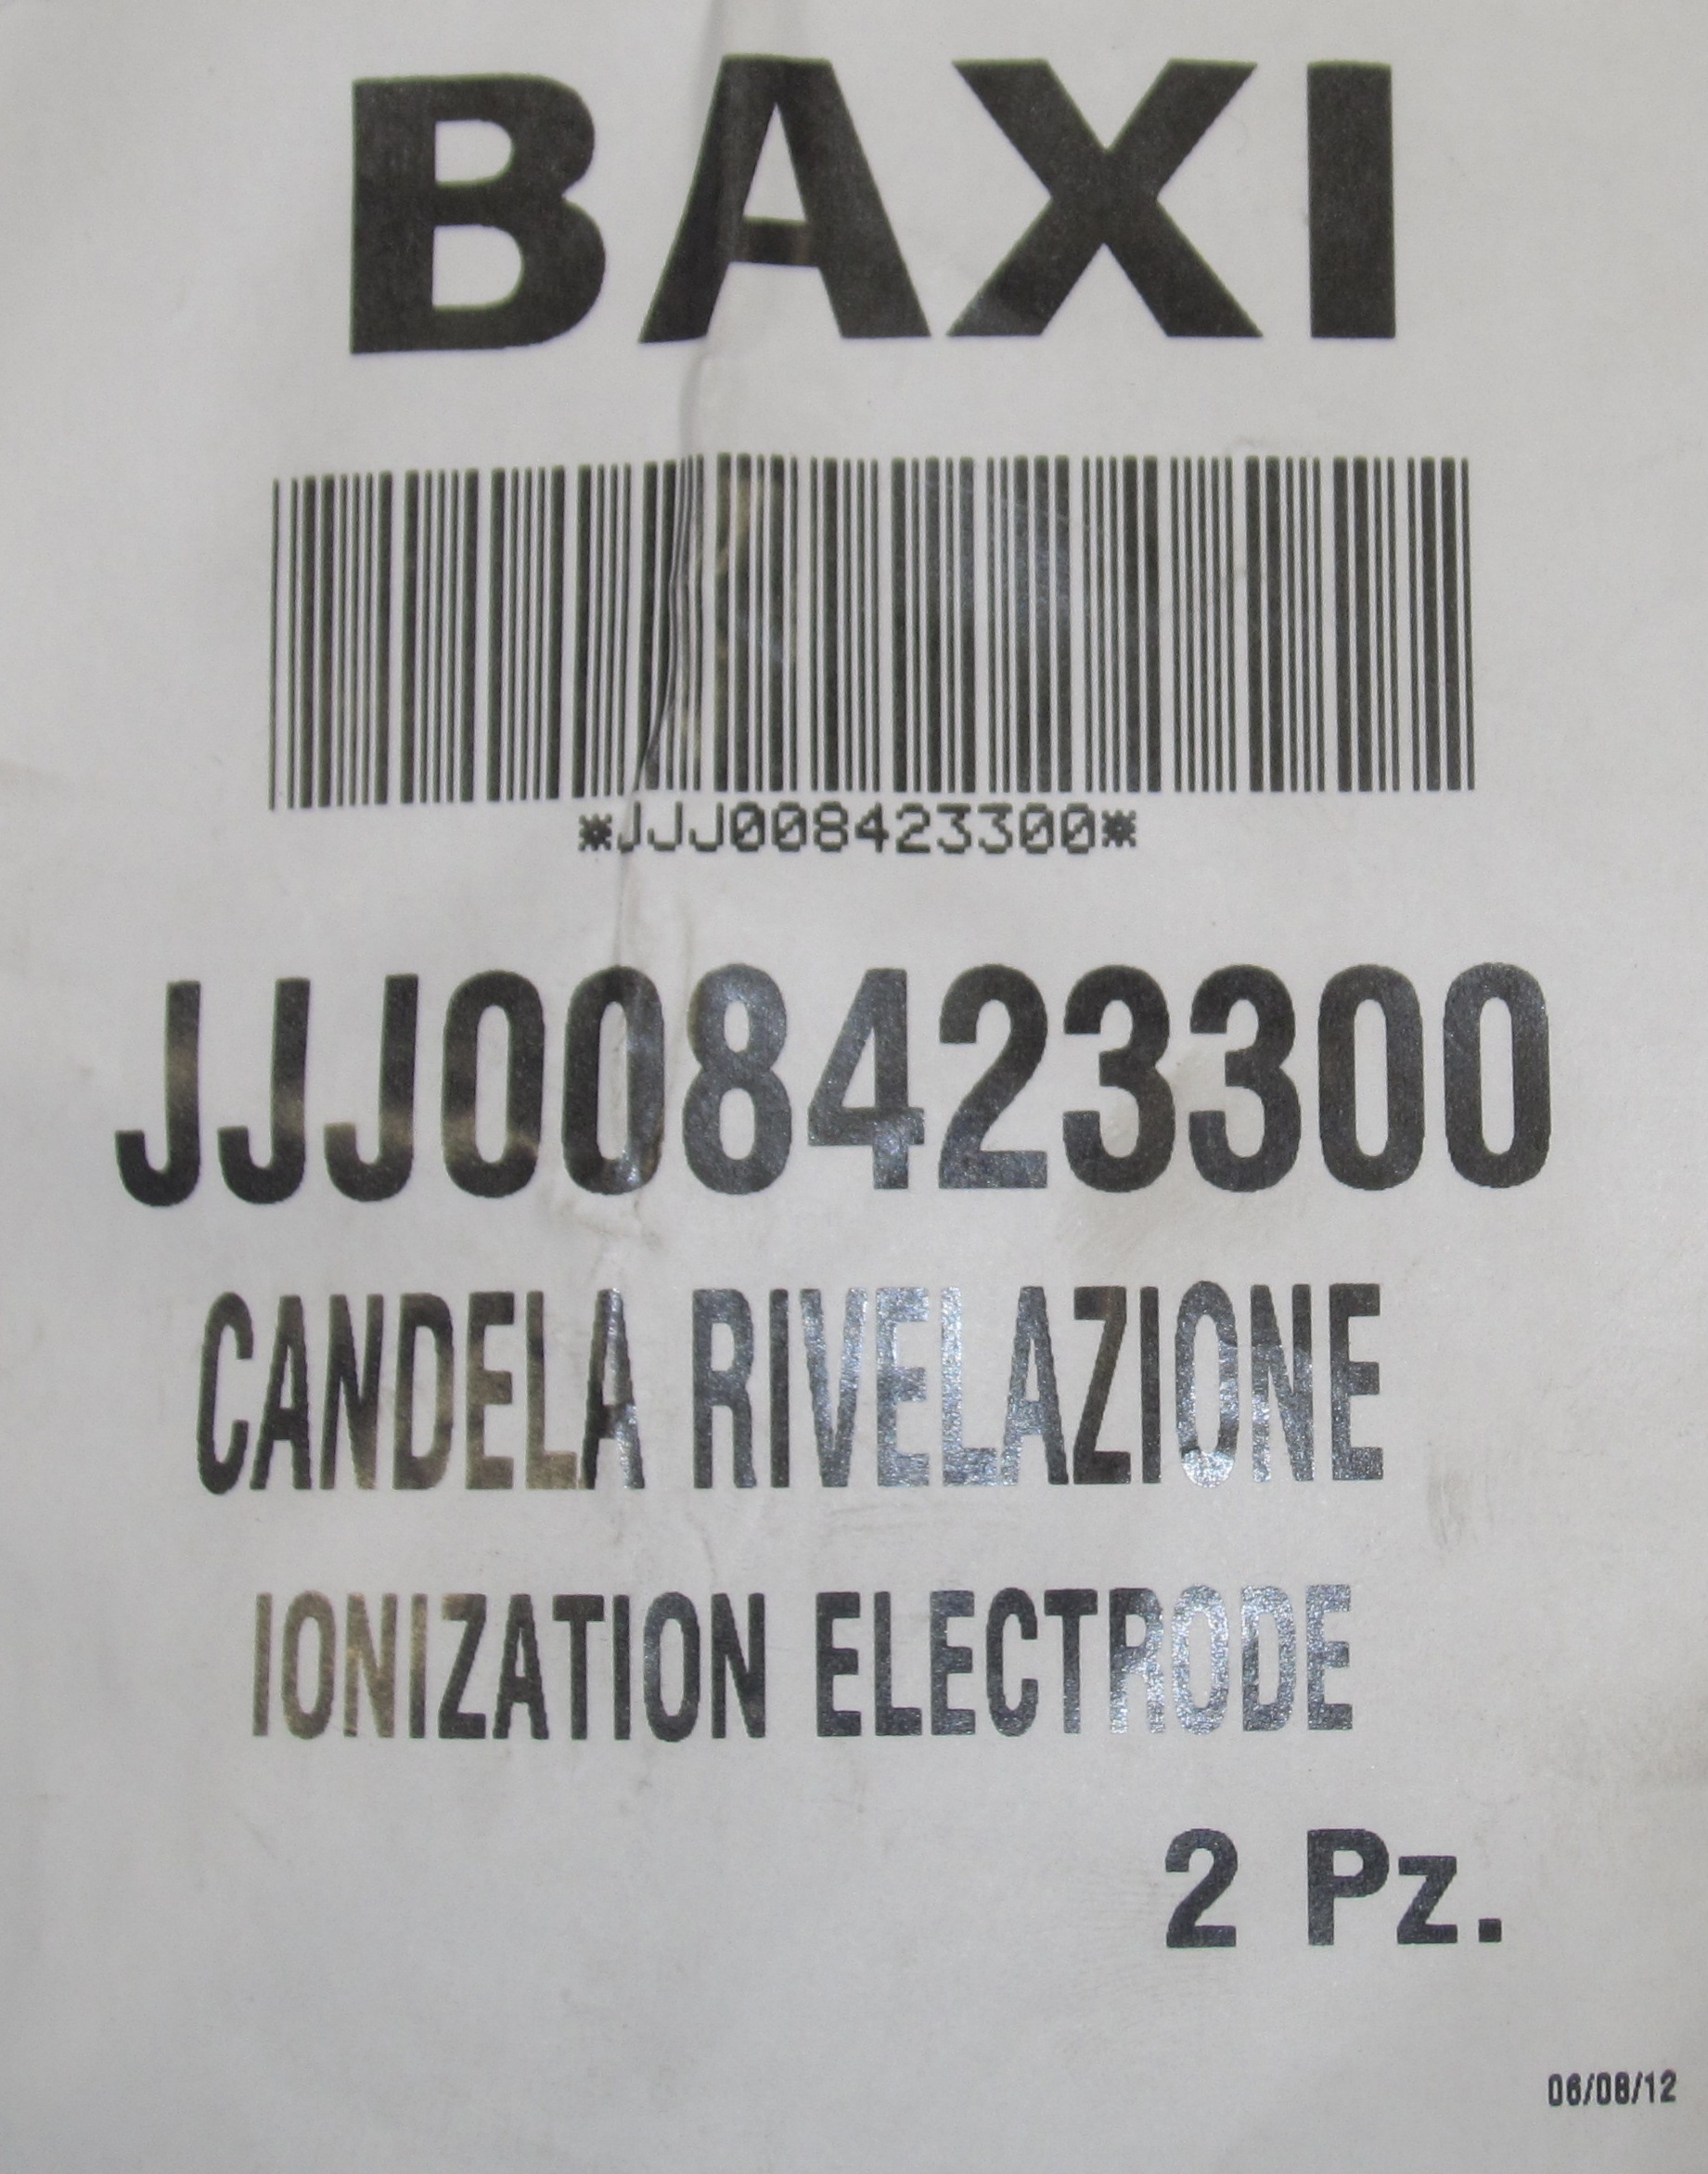 BAXI
*JJJ008423300*
JJJ008423300
CANDELA RIVELAZIONE
IONIZATION ELECTRODE
2 Pz.
06/08/12